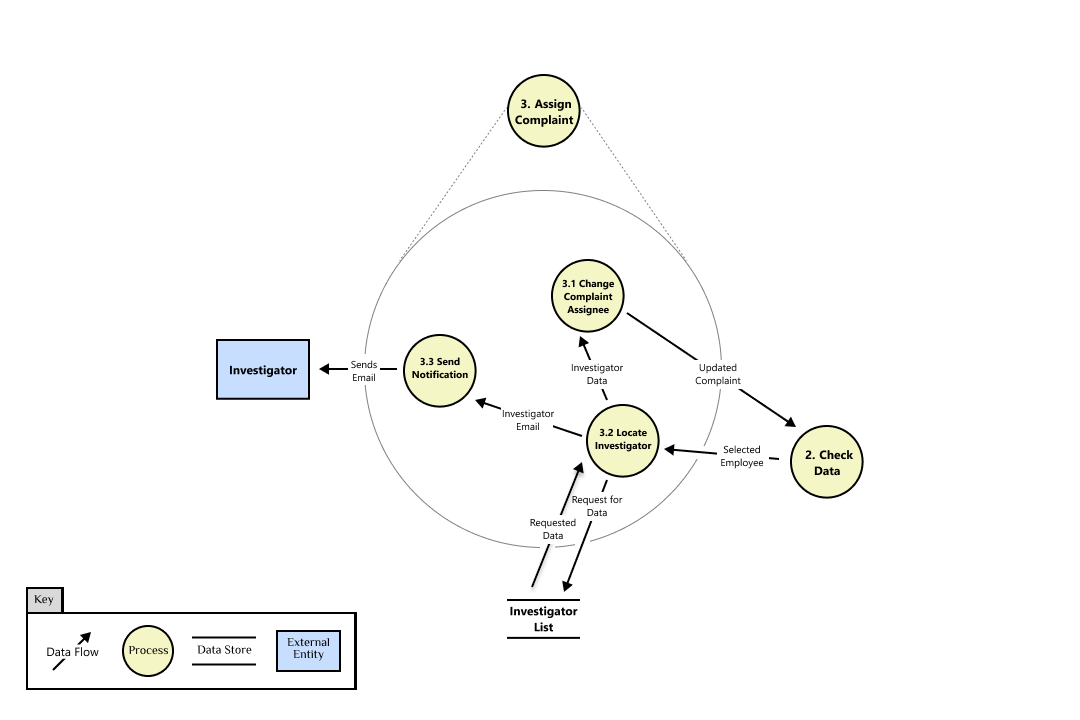 3. Assign
Complaint
3.1 Change
Complaint
Assignee
3.3 Send
Notification
Investigator
Sends
Email
Investigator
Data
Updated
Complaint
Investigator
Email
3.2 Locate
Investigator
Selected
Employee
2. Check
Data
Request for
Data
Requested
Data
Investigator
List
Key
Data Flow
Process
Data Store
External
Entity